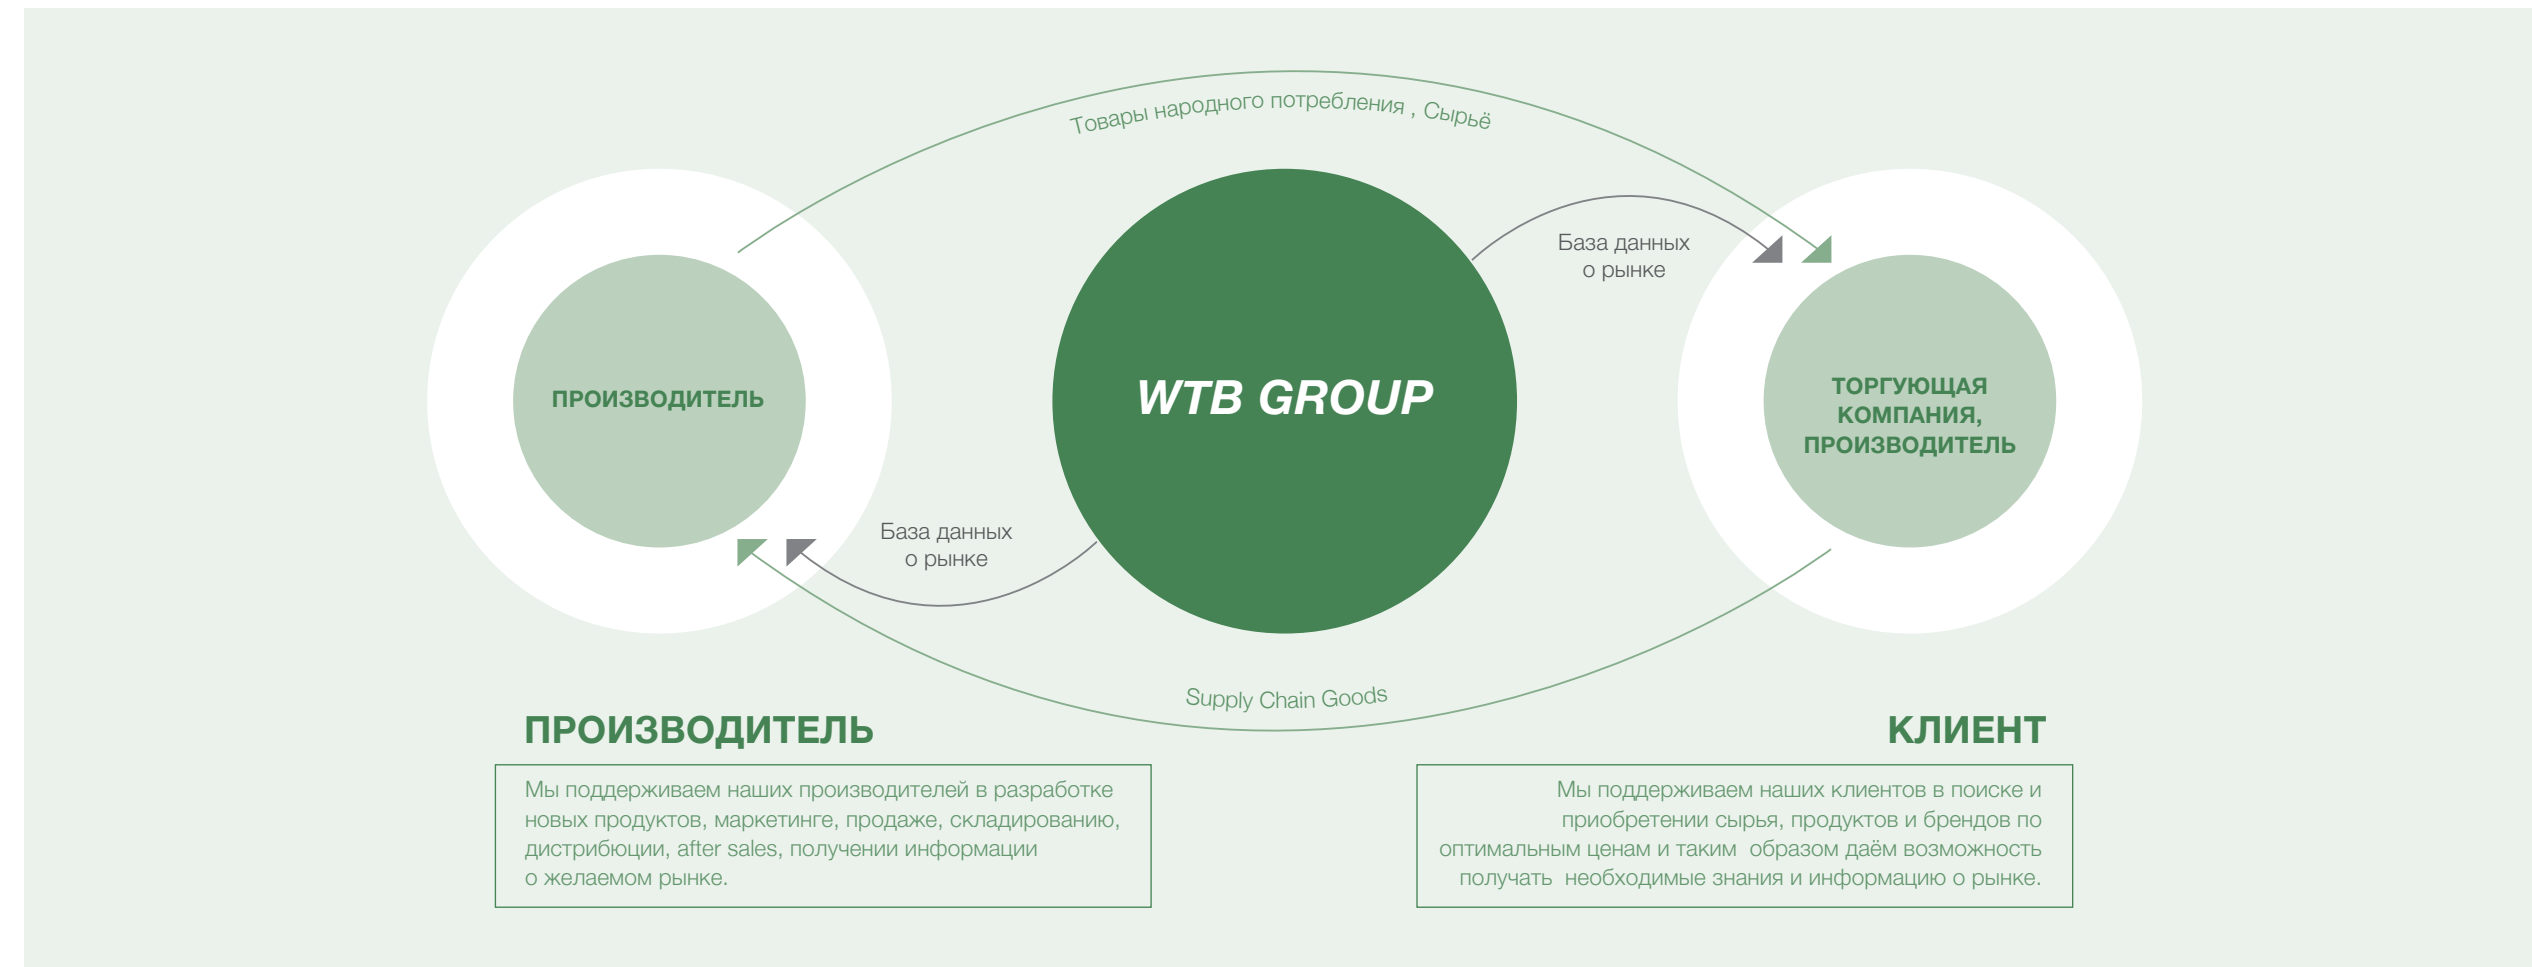 Товары народного потребления , Сырьё
База данных
о рынке
ПРОИЗВОДИТЕЛЬ
WTB GROUP
ТОРГУЮЩАЯ
КОМПАНИЯ,
ПРОИЗВОДИТЕЛЬ
База данных
о рынке
Supply Chain Goods
ПРОИЗВОДИТЕЛЬ
Мы поддерживаем наших производителей в разработке
новых продуктов, маркетинге, продаже, складированию,
дистрибюции, after sales, получении информации
о желаемом рынке.
КЛИЕНТ
Мы поддерживаем наших клиентов в поиске и
приобретении сырья, продуктов и брендов по
оптимальным ценам и таким  образом даём возможность
получать  необходимые знания и информацию о рынке.